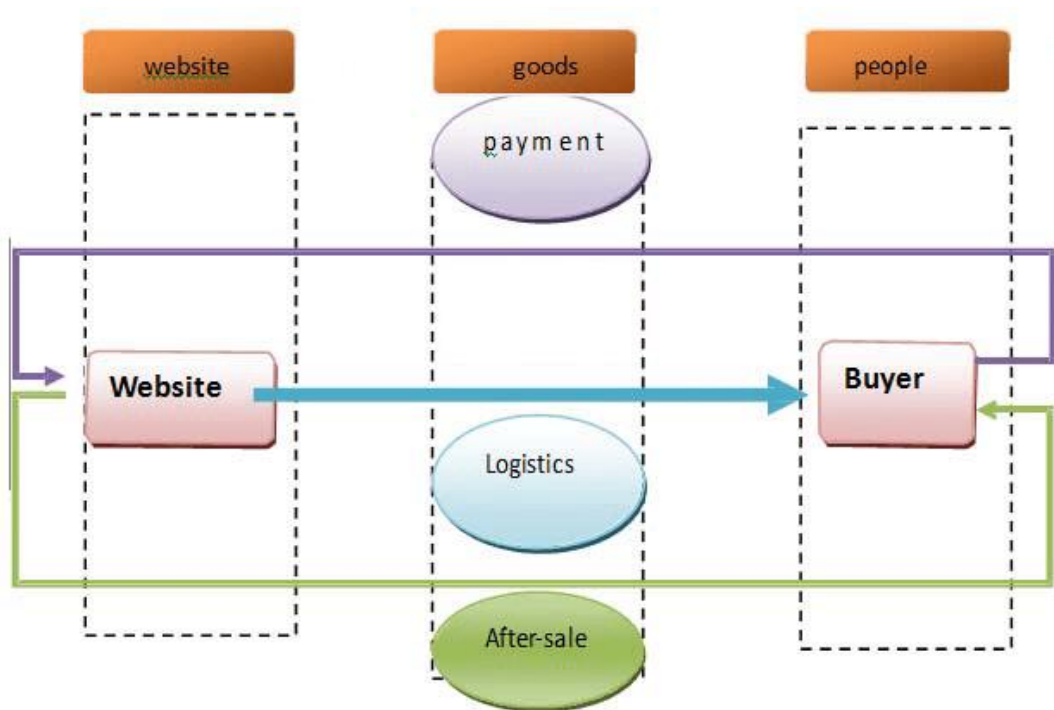 website
goods
people
payment
Website
Buyer
Logistics
After-sale